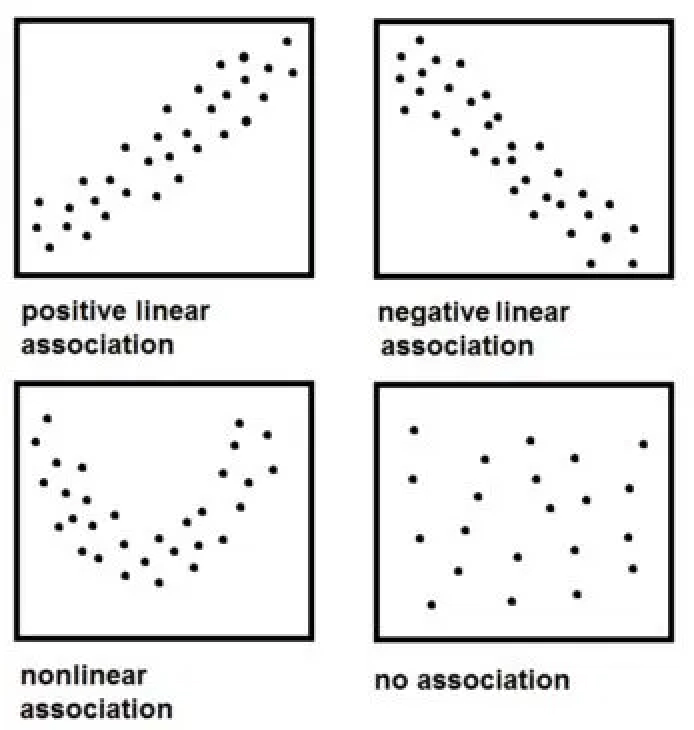 positive linear
association
negative linear
association
nonlinear
association
no association